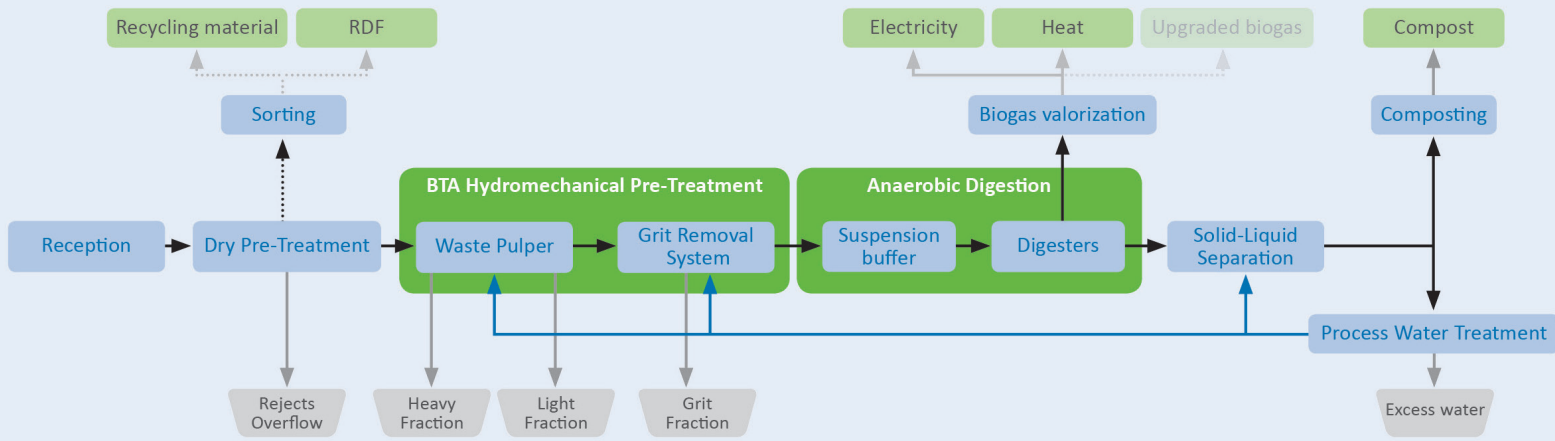 Recycling material
RDF
Electricity
Heat
Upgraded biogas
Compost
Sorting
Biogas valorization
Composting
BTA Hydromechanical Pre-Treatment
Anaerobic Digestion
Reception
Dry Pre-Treatment
Waste Pulper
Grit Removal
System
Suspension
buffer
Digesters
Solid-Liquid
Separation
Process Water Treatment
Rejects
Overflow
Heavy
Fraction
Light
Fraction
Grit
Fraction
Excess water